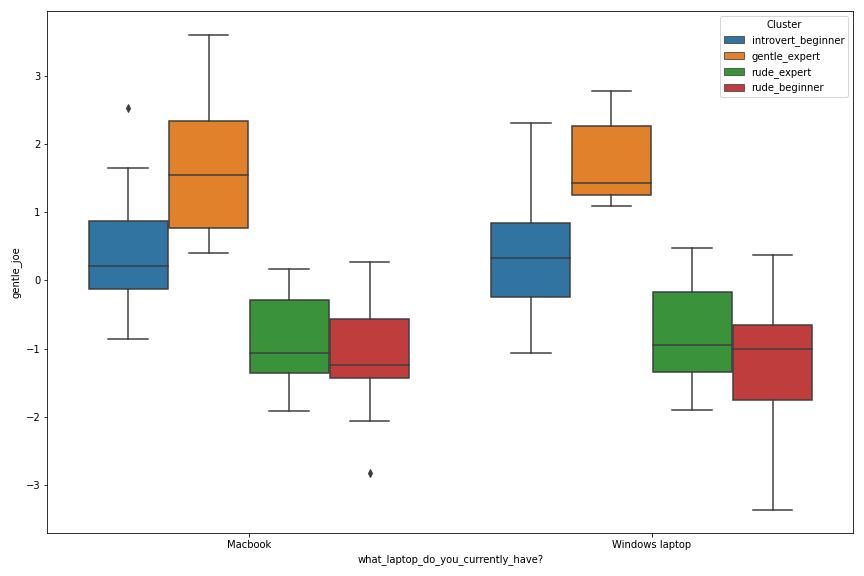 Cluster
introvert_beginner
gentle_expert
rude_expert
rude_beginner
gentle_joe
3
2
1
0
−1
−2
−3
Macbook
Windows laptop
what_laptop_do_you_currently_have?